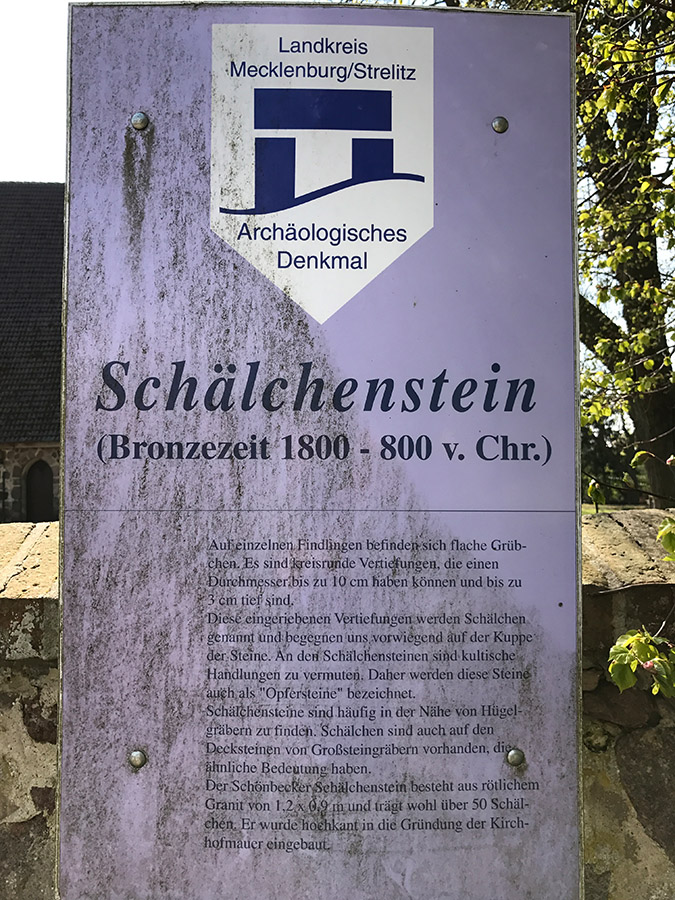 Landkreis
Mecklenburg/Strelitz
Archäologisches
Denkmal
Schälchenstein
(Bronzezeit 1800 - 800 v. Chr.)
Auf einzelnen Findlingen befinden sich flache Grüb-
chen. Es sind kreisrunde Vertiefungen, die einen
Durchmesser bis zu 10 cm haben können und bis zu
3 cm tief sind.
Diese eingeriebenen Vertiefungen werden Schälchen
genannt und begegnen uns vorwiegend auf der Kuppe
der Steine. An den Schälchensteinen sind kultische
Handlungen zu vermuten. Daher werden diese Steine
auch als "Opfersteine" bezeichnet.
Schälchensteine sind häufig in der Nähe von Hügel-
gräbern zu finden. Schälchen sind auch auf den
Decksteinen von Großsteingräbern vorhanden, die
ähnliche Bedeutung haben.
Der Schönbecker Schälchenstein besteht aus rötlichem
Granit von 1,2 x 0,9 m und trägt wohl über 50 Schäl-
chen. Er wurde hochkant in die Gründung der Kirch-
hofmauer eingebaut.